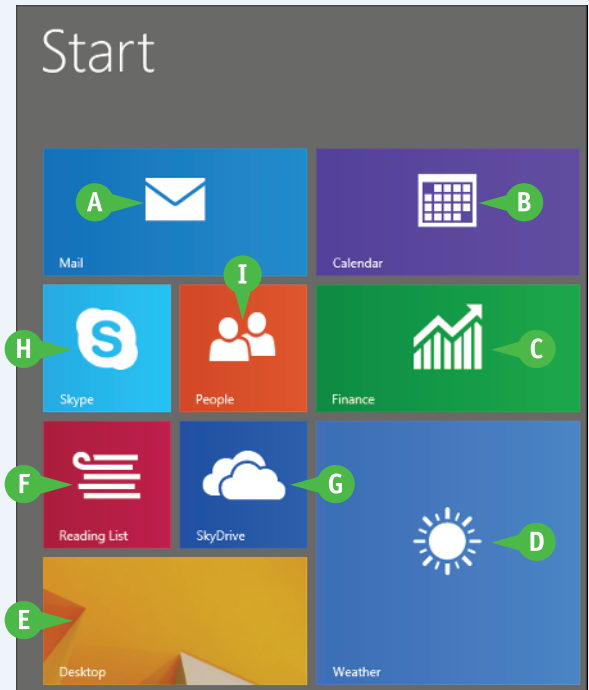 Start
A
B
Mail
Calendar
I
H
S
C
Skype
People
Finance
F
G
Reading List
SkyDrive
D
E
Desktop
Weather